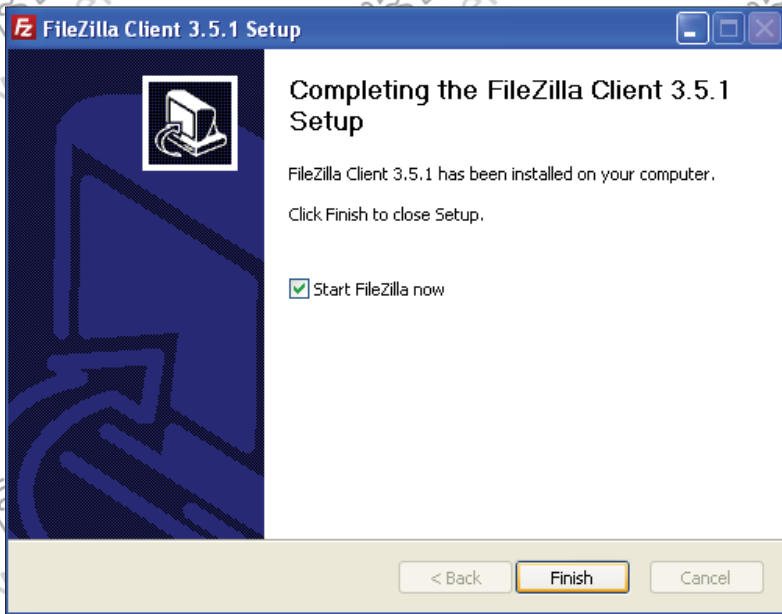 FileZilla Client 3.5.1 Setup
Completing the FileZilla Client 3.5.1
Setup
FileZilla Client 3.5.1 has been installed on your computer.
Click Finish to close Setup.
Start FileZilla now
< Back Finish Cancel